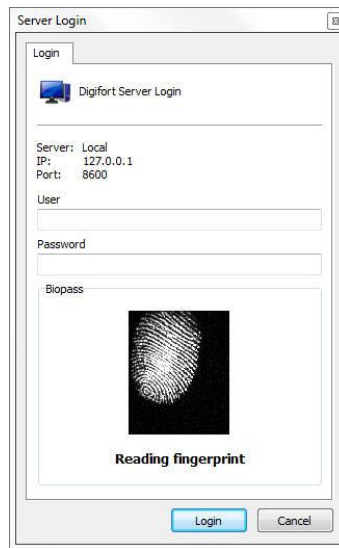 Server Login
Login
Digifort Server Login
Server: Local
IP: 127.0.0.1
Port: 8600
User
Password
Biopass
Reading fingerprint
Login
Cancel